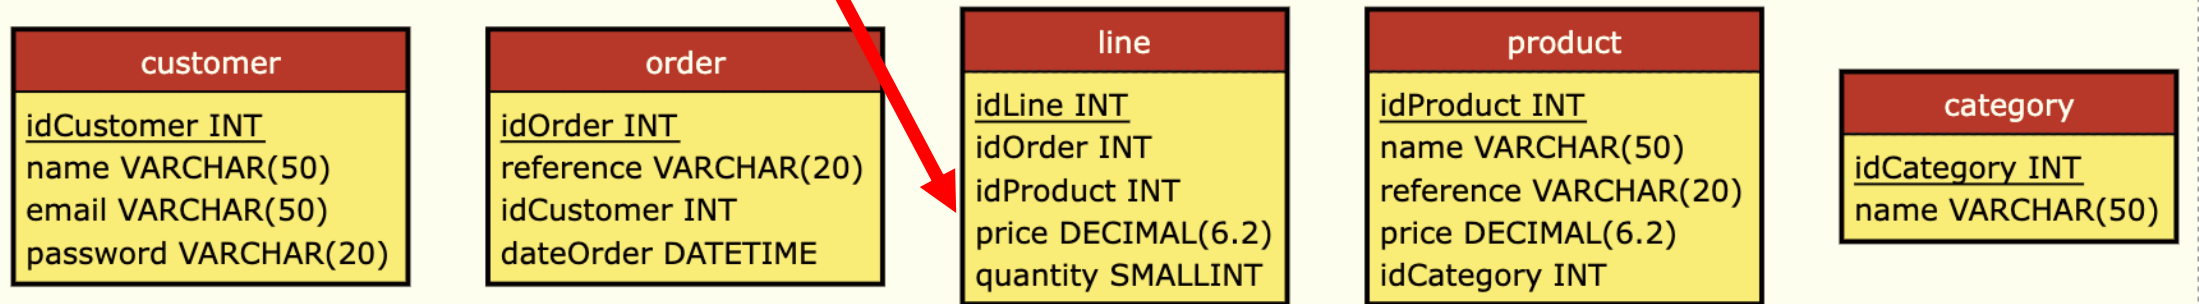 customer
idCustomer INT
name VARCHAR(50)
email VARCHAR(50)
password VARCHAR(20)
order
idOrder INT
reference VARCHAR(20)
idCustomer INT
dateOrder DATETIME
line
idLine INT
idOrder INT
idProduct INT
price DECIMAL(6.2)
quantity SMALLINT
product
idProduct INT
name VARCHAR(50)
reference VARCHAR(20)
price DECIMAL(6.2)
idCategory INT
category
idCategory INT
name VARCHAR(50)